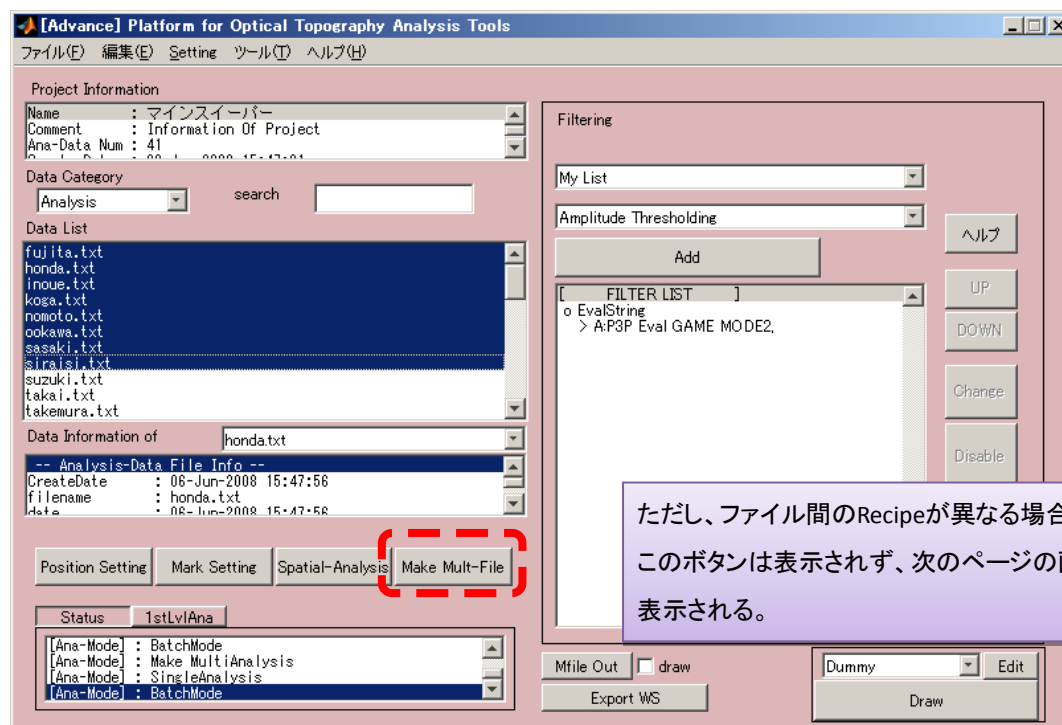 [Advance] Platform for Optical Topography Analysis Tools
ファイル(F) 編集(E) Setting ツール(T) ヘルプ(H)
Project Information
Name : マインスイーパー
Comment : Information Of Project
Ana-Data Num : 41
Data Category
Analysis
search
Data List
fujita.txt
honda.txt
inoue.txt
koga.txt
nomoto.txt
ookawa.txt
sasaki.txt
siraisi.txt
suzuki.txt
takai.txt
takemura.txt
Data Information of
honda.txt
-- Analysis-Data File Info --
CreateDate : 06-Jun-2008 15:47:56
filename : honda.txt
date : 06-Jun-2008 15:47:56
Position Setting
Mark Setting
Spatial-Analysis
Make Mult-File
Status
1stLvlAna
[Ana-Mode] : BatchMode
[Ana-Mode] : Make MultiAnalysis
[Ana-Mode] : SingleAnalysis
[Ana-Mode] : BatchMode
Filtering
My List
Amplitude Thresholding
Add
[ FILTER LIST ]
o EvalString
> A:P3P Eval GAME MODE2,
ヘルプ
UP
DOWN
Change
Disable
ただし、ファイル間のRecipeが異なる場合
このボタンは表示されず、次のページの
表示される。
Mfile Out
draw
Export WS
Dummy
Edit
Draw